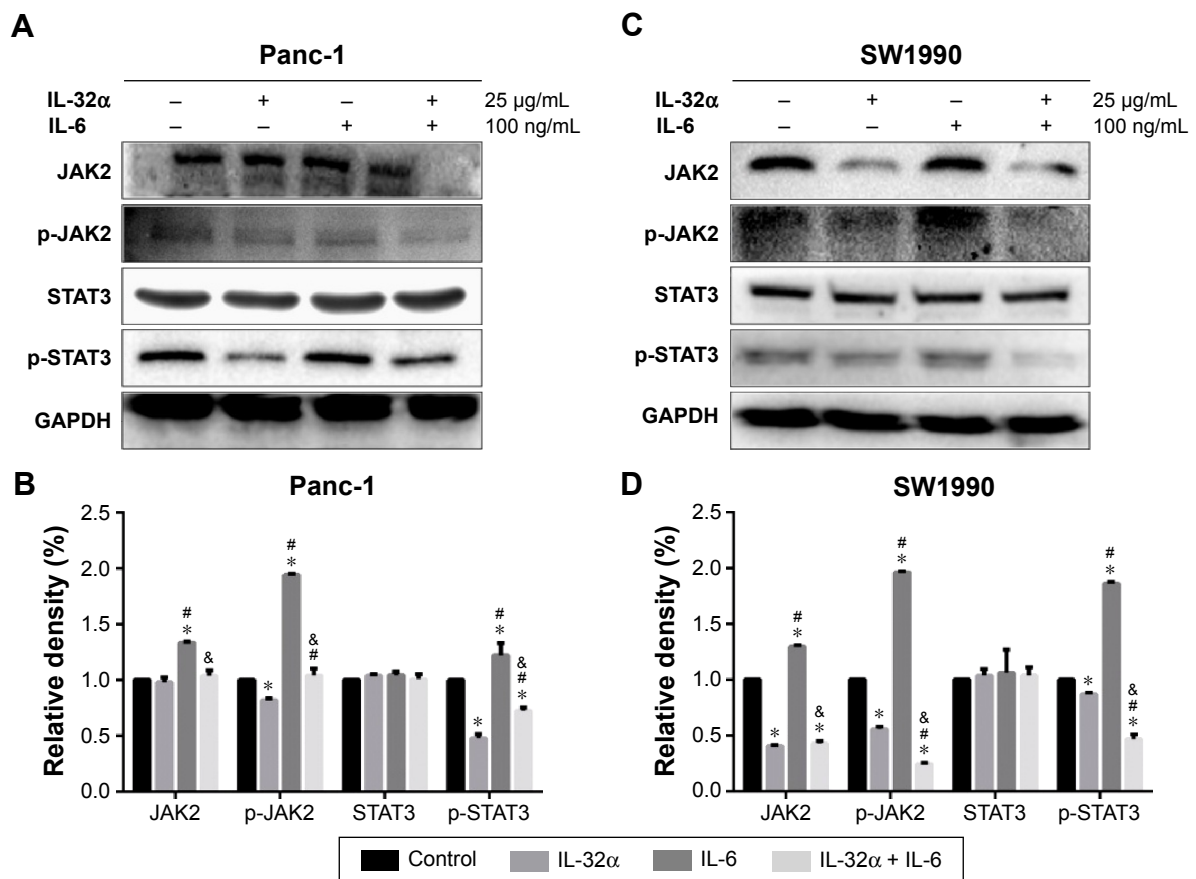 A
Panc-1
IL-32α – + – + 25 µg/mL
IL-6 – – + + 100 ng/mL
JAK2
p-JAK2
STAT3
p-STAT3
GAPDH
C
SW1990
IL-32α – + – + 25 µg/mL
IL-6 – – + + 100 ng/mL
JAK2
p-JAK2
STAT3
p-STAT3
GAPDH
B
Panc-1
Relative density (%)
2.5
2.0
1.5
1.0
0.5
0.0
#
*
&
*
#
*
&
#
*
#
*
&
#
*
JAK2 p-JAK2 STAT3 p-STAT3
D
SW1990
Relative density (%)
2.5
2.0
1.5
1.0
0.5
0.0
*
#
*
&
*
*
#
*
&
#
*
*
#
*
&
#
*
JAK2 p-JAK2 STAT3 p-STAT3
Control IL-32α IL-6 IL-32α + IL-6